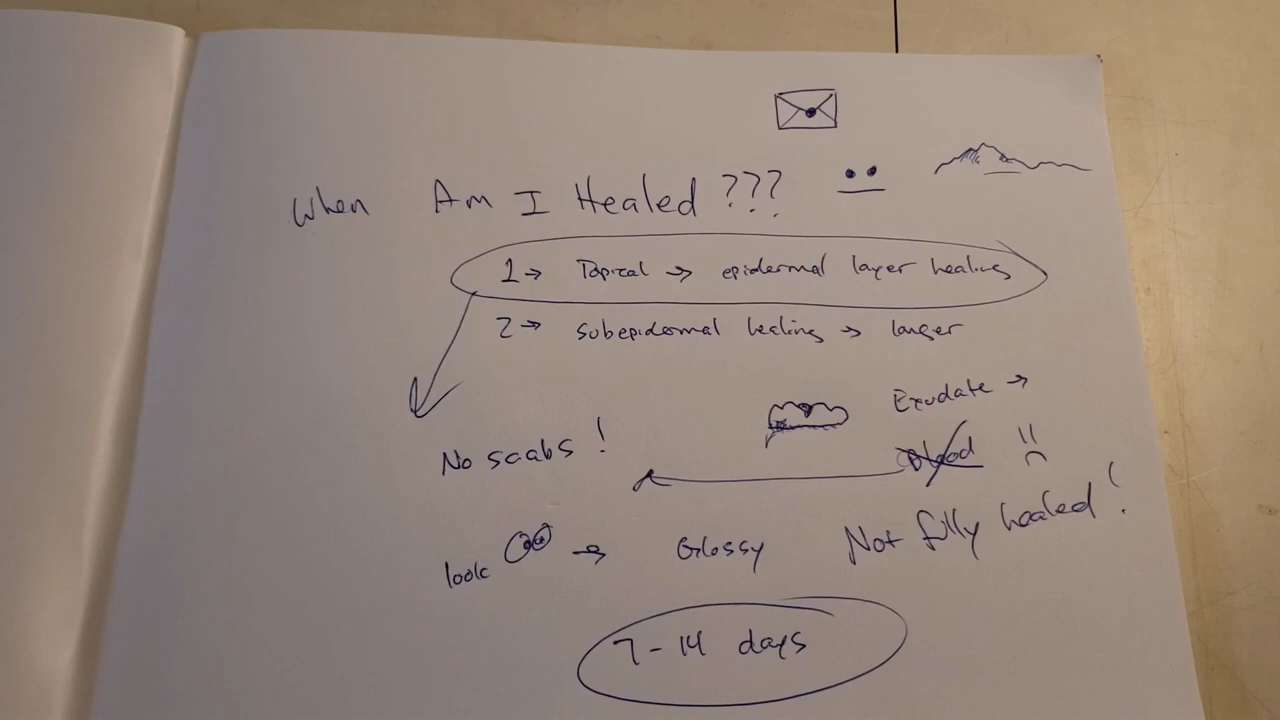 When Am I Healed ???
1 → Topical → epidermal layer healing
2 → subepidermal healing → longer
Exudate →
No scabs !
Blood
look → Glossy
Not fully healed !
7-14 days